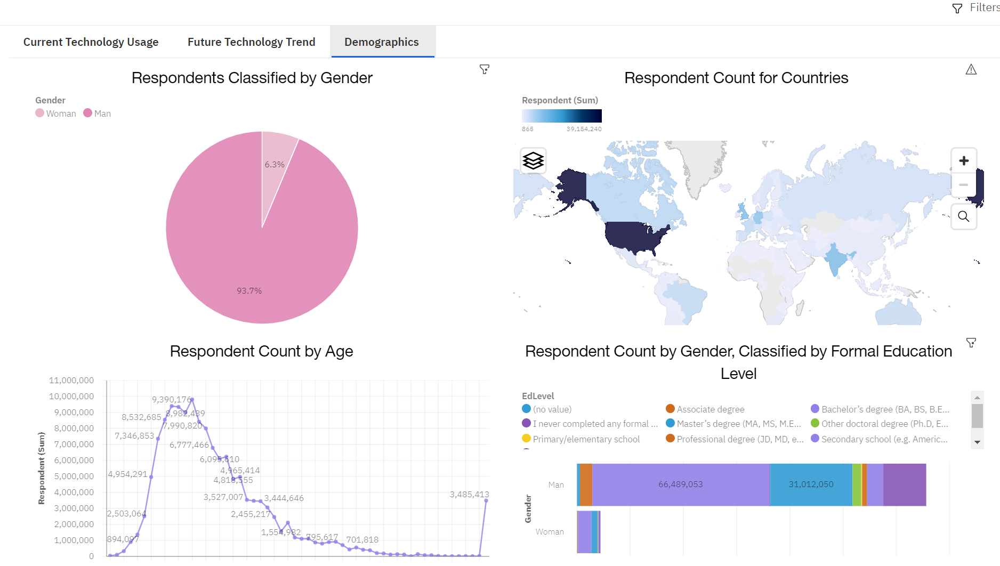 Filters
Current Technology Usage
Future Technology Trend
Demographics
Respondents Classified by Gender
Gender
Woman
Man
6.3%
93.7%
Respondent Count for Countries
Respondent (Sum)
865
39,154,240
Respondent Count by Age
Respondent (Sum)
11,000,000
10,000,000
9,000,000
8,000,000
7,000,000
6,000,000
5,000,000
4,000,000
3,000,000
2,000,000
1,000,000
0
894,097
2,503,064
4,954,291
7,346,853
8,532,685
9,390,176
8,982,439
7,990,820
6,777,466
6,095,610
4,965,414
4,818,555
3,527,007
3,444,646
2,455,217
1,554,982
795,617
701,818
3,485,413
Respondent Count by Gender, Classified by Formal Education
Level
EdLevel
(no value)
Associate degree
Bachelor’s degree (BA, BS, B.E...
I never completed any formal ...
Master’s degree (MA, MS, M.E...
Other doctoral degree (Ph.D, E...
Primary/elementary school
Professional degree (JD, MD, e...
Secondary school (e.g. Americ...
Gender
Man
66,489,053
31,012,050
Woman